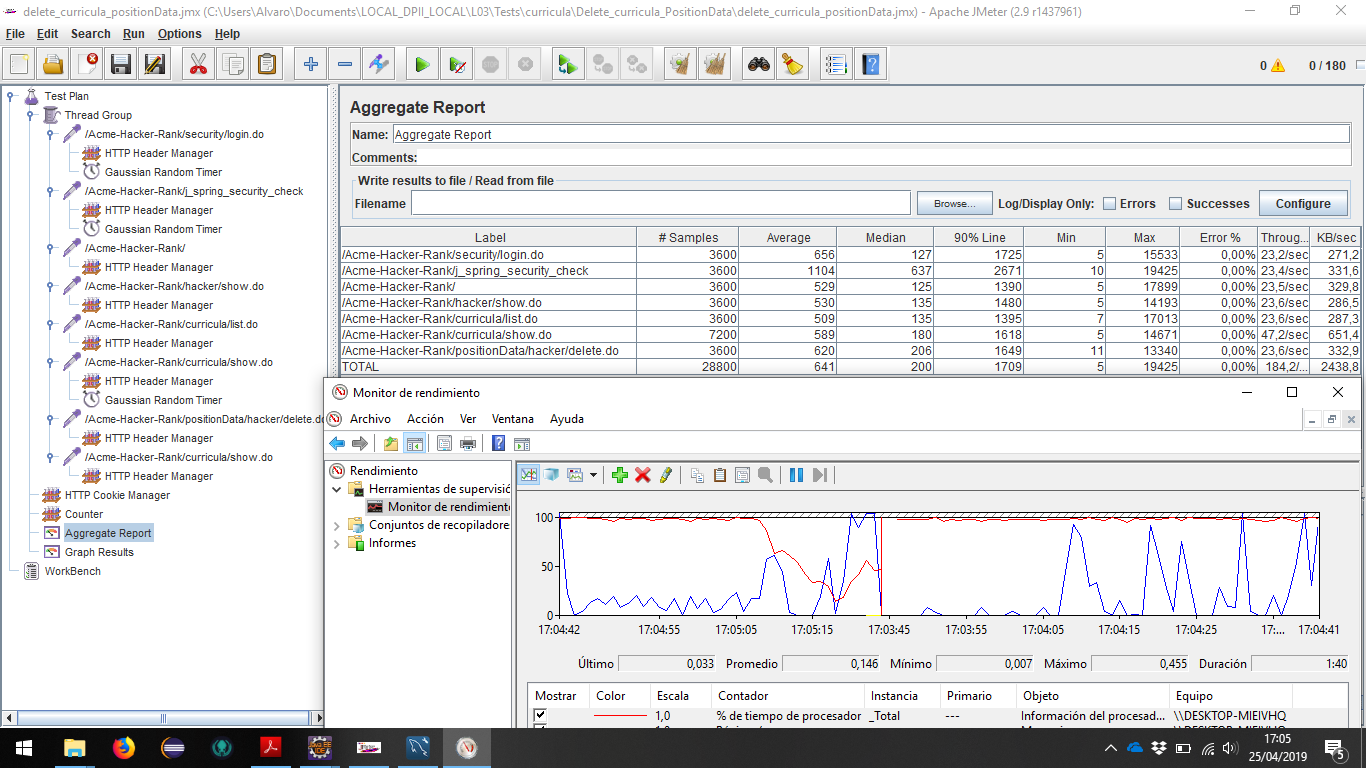 delete_curricula_positionData.jmx (C:\Users\Alvaro\Documents\LOCAL_DPII_LOCAL\L03\Tests\curricula\Delete_curricula_PositionData\delete_curricula_positionData.jmx) - Apache JMeter (2.9 r1437961)
File Edit Search Run Options Help
0 0 / 180
Test Plan
Thread Group
/Acme-Hacker-Rank/security/login.do
HTTP Header Manager
Gaussian Random Timer
/Acme-Hacker-Rank/j_spring_security_check
HTTP Header Manager
Gaussian Random Timer
/Acme-Hacker-Rank/
HTTP Header Manager
/Acme-Hacker-Rank/hacker/show.do
HTTP Header Manager
/Acme-Hacker-Rank/curricula/list.do
HTTP Header Manager
/Acme-Hacker-Rank/curricula/show.do
HTTP Header Manager
Gaussian Random Timer
/Acme-Hacker-Rank/positionData/hacker/delete.do
HTTP Header Manager
/Acme-Hacker-Rank/curricula/show.do
HTTP Header Manager
HTTP Cookie Manager
Counter
Aggregate Report
Graph Results
WorkBench
Aggregate Report
Name: Aggregate Report
Comments:
Write results to file / Read from file
Filename Browse... Log/Display Only: Errors Successes Configure
Label # Samples Average Median 90% Line Min Max Error % Throug... KB/sec
/Acme-Hacker-Rank/security/login.do 3600 656 127 1725 5 15533 0,00% 23,2/sec 271,2
/Acme-Hacker-Rank/j_spring_security_check 3600 1104 637 2671 10 19425 0,00% 23,4/sec 331,6
/Acme-Hacker-Rank/ 3600 529 125 1390 5 17899 0,00% 23,5/sec 329,8
/Acme-Hacker-Rank/hacker/show.do 3600 530 135 1480 5 14193 0,00% 23,6/sec 286,5
/Acme-Hacker-Rank/curricula/list.do 3600 509 135 1395 7 17013 0,00% 23,6/sec 287,3
/Acme-Hacker-Rank/curricula/show.do 7200 589 180 1618 5 14671 0,00% 47,2/sec 651,4
/Acme-Hacker-Rank/positionData/hacker/delete.do 3600 620 206 1649 11 13340 0,00% 23,6/sec 332,9
TOTAL 28800 641 200 1709 5 19425 0,00% 184,2/... 2438,8
Monitor de rendimiento
Archivo Acción Ver Ventana Ayuda
Rendimiento
Herramientas de supervisió
Monitor de rendimiento
Conjuntos de recopiladore
Informes
100
50
0
17:04:42 17:04:55 17:05:05 17:05:15 17:03:45 17:03:55 17:04:05 17:04:15 17:04:25 17:... 17:04:41
Último 0,033 Promedio 0,146 Mínimo 0,007 Máximo 0,455 Duración 1:40
Mostrar Color Escala Contador Instancia Primario Objeto Equipo
1,0 % de tiempo de procesador _Total --- Información del procesad... \\DESKTOP-MIEIVHQ
17:05
25/04/2019
5